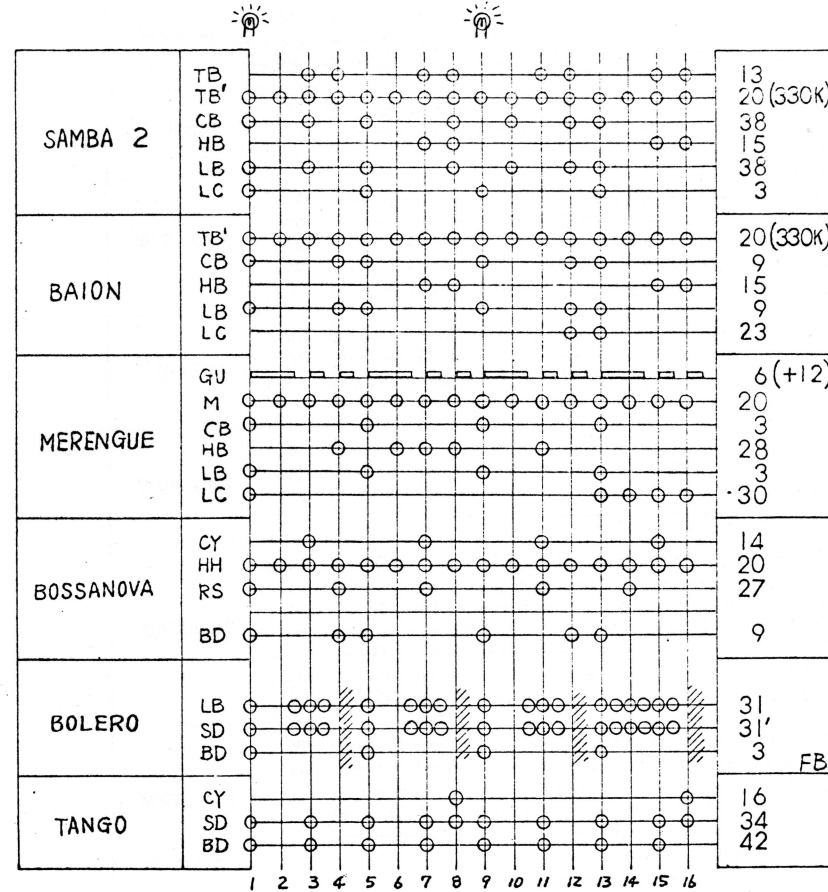 SAMBA 2
TB 13
TB' 20 (330K)
CB 38
HB 15
LB 38
LC 3
BAION
TB' 20 (330K)
CB 9
HB 15
LB 9
LC 23
MERENGUE
GU 6 (+12)
M 20
CB 3
HB 28
LB 3
LC 30
BOSSANOVA
CY 14
HH 20
RS 27
BD 9
BOLERO
LB 31
SD 31'
BD 3
FB
TANGO
CY 16
SD 34
BD 42
1 2 3 4 5 6 7 8 9 10 11 12 13 14 15 16